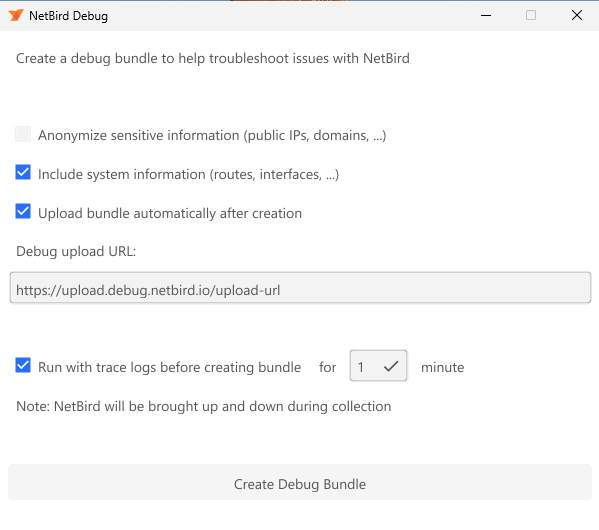 NetBird Debug
Create a debug bundle to help troubleshoot issues with NetBird
Anonymize sensitive information (public IPs, domains, ...)
Include system information (routes, interfaces, ...)
Upload bundle automatically after creation
Debug upload URL:
https://upload.debug.netbird.io/upload-url
Run with trace logs before creating bundle for 1 minute
Note: NetBird will be brought up and down during collection
Create Debug Bundle